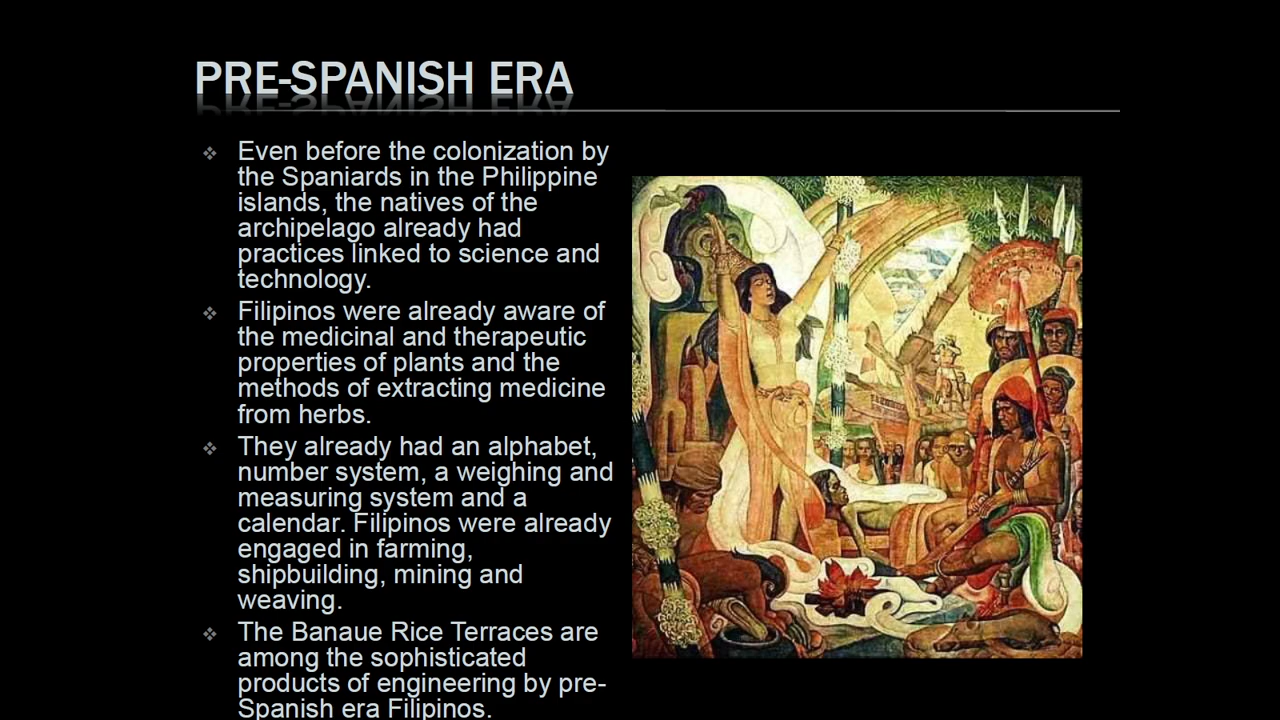 PRE-SPANISH ERA
Even before the colonization by
the Spaniards in the Philippine
islands, the natives of the
archipelago already had
practices linked to science and
technology.
Filipinos were already aware of
the medicinal and therapeutic
properties of plants and the
methods of extracting medicine
from herbs.
They already had an alphabet,
number system, a weighing and
measuring system and a
calendar. Filipinos were already
engaged in farming,
shipbuilding, mining and
weaving.
The Banaue Rice Terraces are
among the sophisticated
products of engineering by pre-
Spanish era Filipinos.